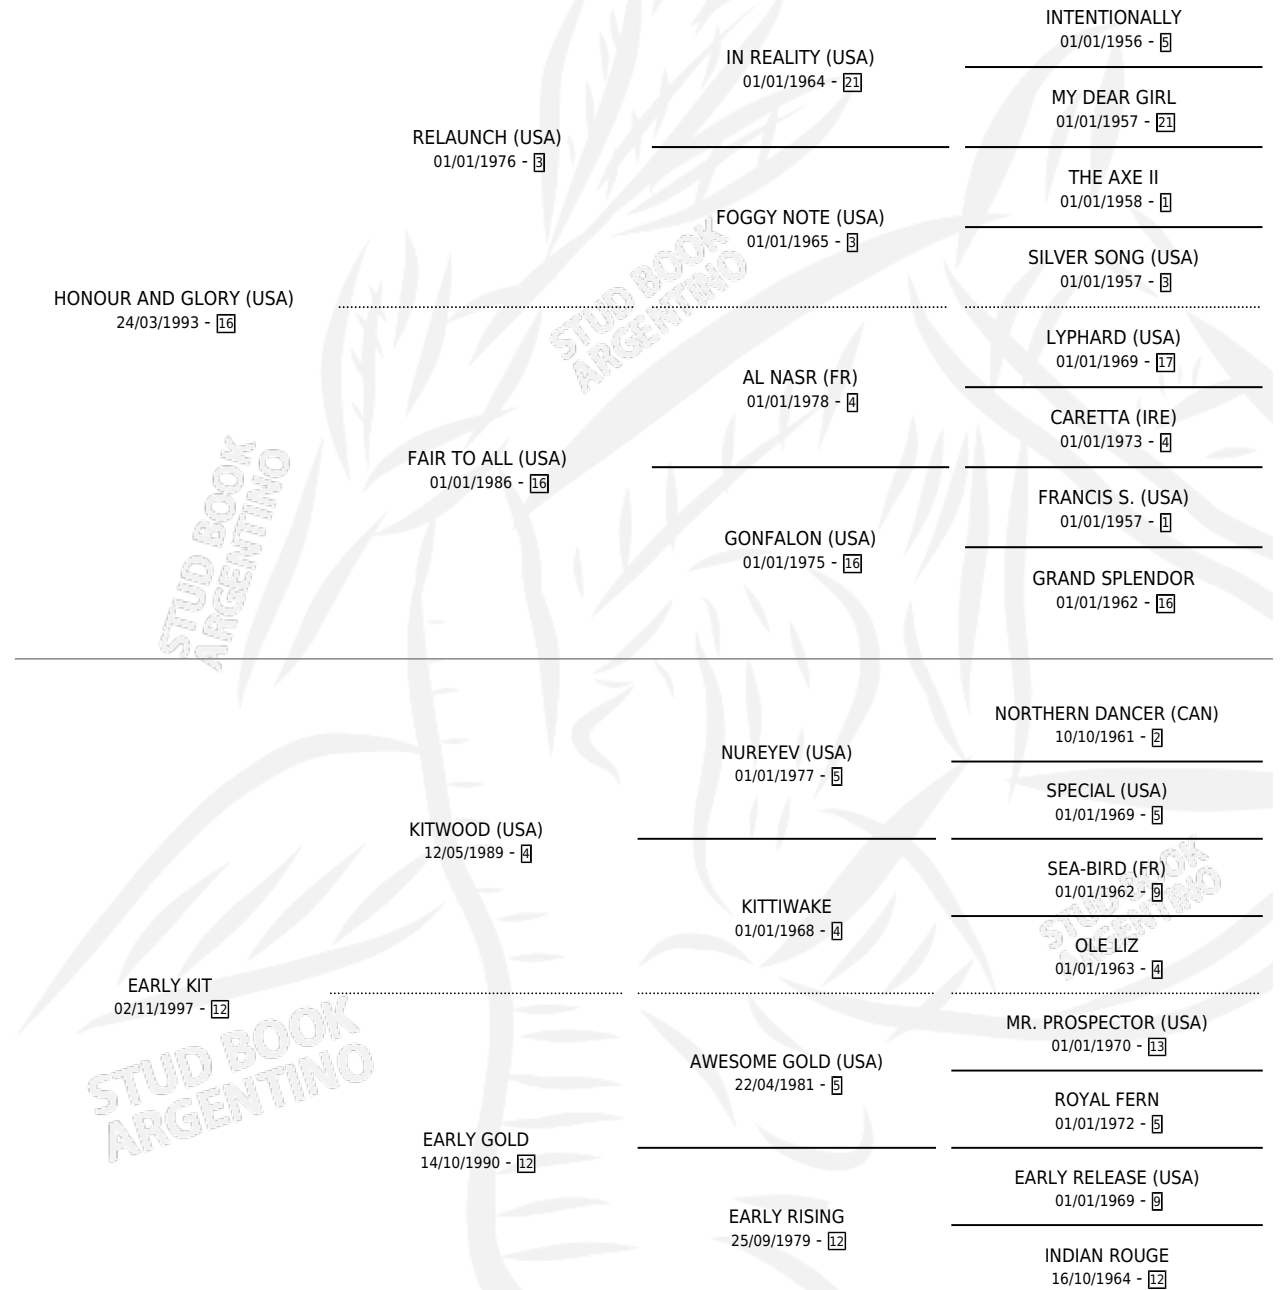 INTENTIONALLY
01/01/1956 - 5
IN REALITY (USA)
01/01/1964 - 21
MY DEAR GIRL
01/01/1957 - 21
RELAUNCH (USA)
01/01/1976 - 3
THE AXE II
01/01/1958 - 1
FOGGY NOTE (USA)
01/01/1965 - 3
SILVER SONG (USA)
01/01/1957 - 3
HONOUR AND GLORY (USA)
24/03/1993 - 16
LYPHARD (USA)
01/01/1969 - 17
AL NASR (FR)
01/01/1978 - 4
CARETTA (IRE)
01/01/1973 - 4
FAIR TO ALL (USA)
01/01/1986 - 16
FRANCIS S. (USA)
01/01/1957 - 1
GONFALON (USA)
01/01/1975 - 16
GRAND SPLENDOR
01/01/1962 - 16
NORTHERN DANCER (CAN)
10/10/1961 - 2
NUREYEV (USA)
01/01/1977 - 5
SPECIAL (USA)
01/01/1969 - 5
KITWOOD (USA)
12/05/1989 - 4
SEA-BIRD (FR)
01/01/1962 - 9
KITTIWAKE
01/01/1968 - 4
OLE LIZ
01/01/1963 - 4
EARLY KIT
02/11/1997 - 12
MR. PROSPECTOR (USA)
01/01/1970 - 13
AWESOME GOLD (USA)
22/04/1981 - 5
ROYAL FERN
01/01/1972 - 5
EARLY GOLD
14/10/1990 - 12
EARLY RELEASE (USA)
01/01/1969 - 9
EARLY RISING
25/09/1979 - 12
INDIAN ROUGE
16/10/1964 - 12
STUD BOOK
ARGENTINO
STUD BOOK
ARGENTINO
STUD BOOK
ARGENTINO
STUD BOOK
ARGENTINO